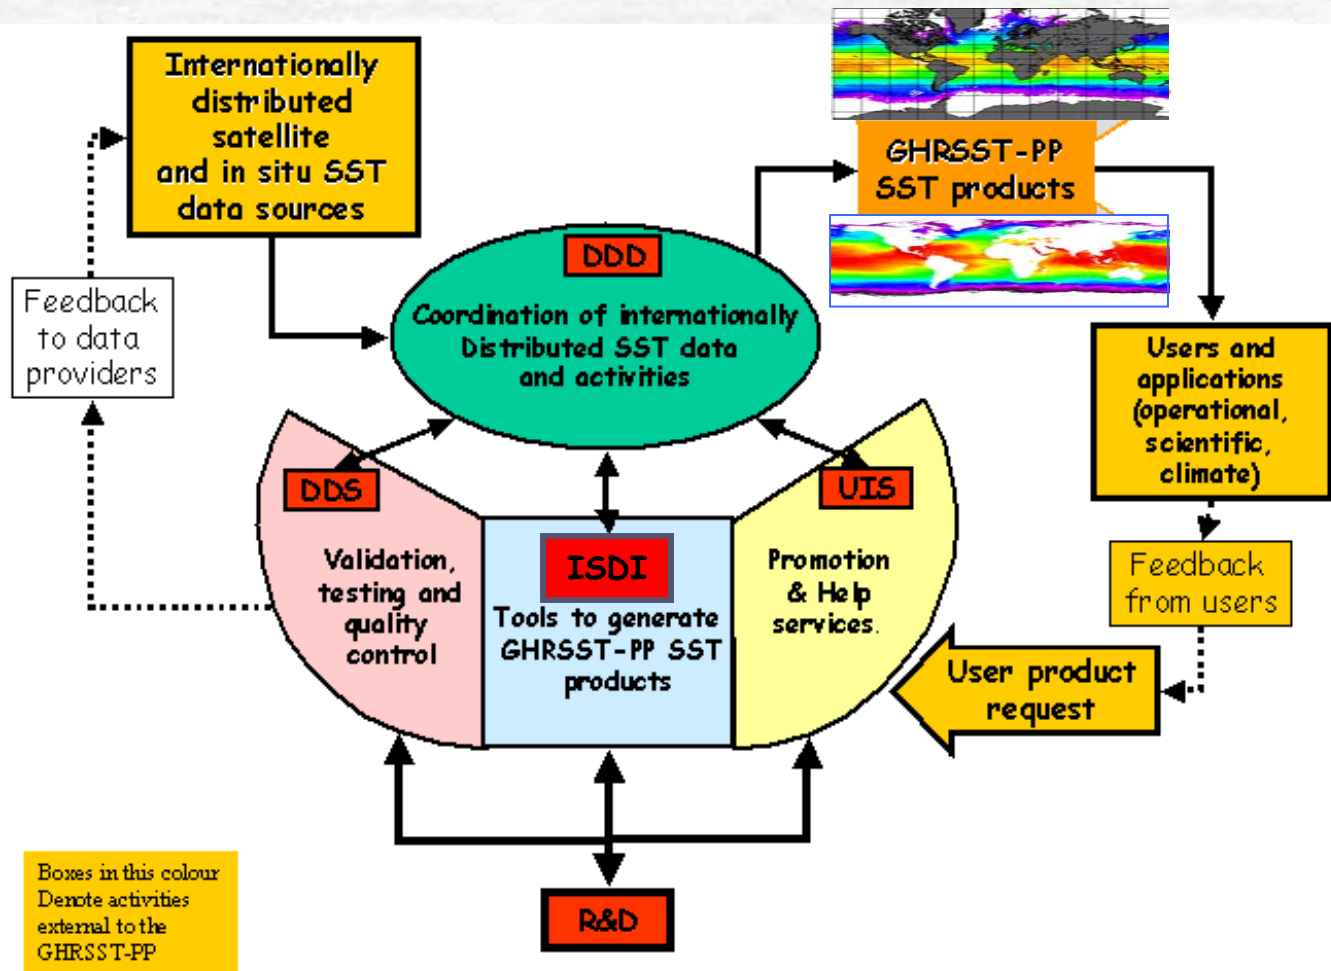 Internationally
distributed
satellite
and in situ SST
data sources
GHRSST-PP
SST products
DDD
Coordination of internationally
Distributed SST data
and activities
Feedback
to data
providers
Users and
applications
(operational,
scientific,
climate)
DDS
Validation,
testing and
quality
control
ISDI
Tools to generate
GHRSST-PP SST
products
UIS
Promotion
& Help
services.
Feedback
from users
User product
request
R&D
Boxes in this colour
Denote activities
external to the
GHRSST-PP